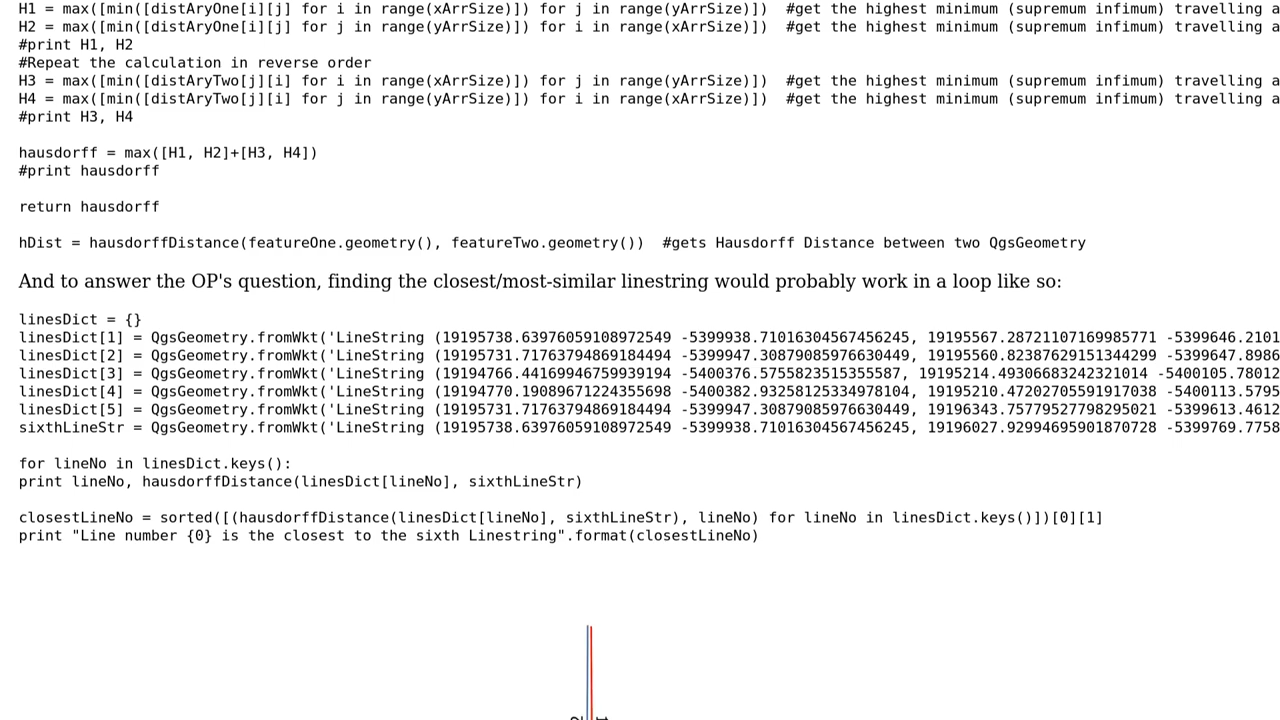 H1 = max([min([distAryOne[i][j] for i in range(xArrSize)]) for j in range(yArrSize)])  #get the highest minimum (supremum infimum) travelling a
H2 = max([min([distAryOne[i][j] for j in range(yArrSize)]) for i in range(xArrSize)])  #get the highest minimum (supremum infimum) travelling a
#print H1, H2
#Repeat the calculation in reverse order
H3 = max([min([distAryTwo[j][i] for i in range(xArrSize)]) for j in range(yArrSize)])  #get the highest minimum (supremum infimum) travelling a
H4 = max([min([distAryTwo[j][i] for j in range(yArrSize)]) for i in range(xArrSize)])  #get the highest minimum (supremum infimum) travelling a
#print H3, H4
hausdorff = max([H1, H2]+[H3, H4])
#print hausdorff
return hausdorff
hDist = hausdorffDistance(featureOne.geometry(), featureTwo.geometry())  #gets Hausdorff Distance between two QgsGeometry
And to answer the OP's question, finding the closest/most-similar linestring would probably work in a loop like so:
linesDict = {}
linesDict[1] = QgsGeometry.fromWkt('LineString (19195738.63976059108972549 -5399938.71016304567456245, 19195567.28721107169985771 -5399646.2101
linesDict[2] = QgsGeometry.fromWkt('LineString (19195731.71763794869184494 -5399947.30879085976630449, 19195560.82387629151344299 -5399647.8986
linesDict[3] = QgsGeometry.fromWkt('LineString (19194766.44169946759939194 -5400376.5755823515355587, 19195214.49306683242321014 -5400105.78012
linesDict[4] = QgsGeometry.fromWkt('LineString (19194770.19089671224355698 -5400382.93258125334978104, 19195210.47202705591917038 -5400113.5795
linesDict[5] = QgsGeometry.fromWkt('LineString (19195731.71763794869184494 -5399947.30879085976630449, 19196343.75779527798295021 -5399613.4612
sixthLineStr = QgsGeometry.fromWkt('LineString (19195738.63976059108972549 -5399938.71016304567456245, 19196027.92994695901870728 -5399769.7758
for lineNo in linesDict.keys():
print lineNo, hausdorffDistance(linesDict[lineNo], sixthLineStr)
closestLineNo = sorted([(hausdorffDistance(linesDict[lineNo], sixthLineStr), lineNo) for lineNo in linesDict.keys()])[0][1]
print "Line number {0} is the closest to the sixth Linestring".format(closestLineNo)